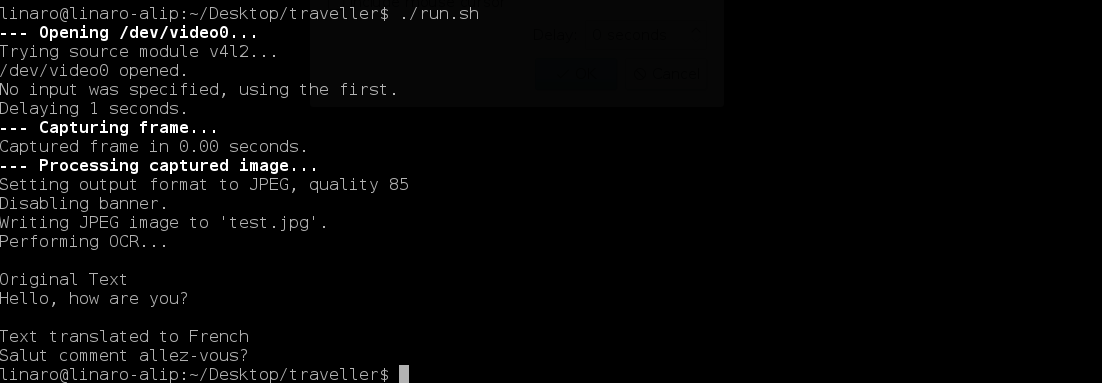 linaro@linaro-alip:~/Desktop/traveller$ ./run.sh
--- Opening /dev/video0...
Trying source module v4l2...
/dev/video0 opened.
No input was specified, using the first.
Delaying 1 seconds.
--- Capturing frame...
Captured frame in 0.00 seconds.
--- Processing captured image...
Setting output format to JPEG, quality 85
Disabling banner.
Writing JPEG image to 'test.jpg'.
Performing OCR...
Original Text
Hello, how are you?
Text translated to French
Salut comment allez-vous?
linaro@linaro-alip:~/Desktop/traveller$